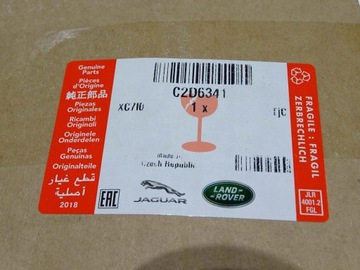 Genuine
Parts
Pièces
d'Origine
純正部品
Piezas
Originales
Ricambi
Originali
Originele
Onderdelen
Peças
Genuinas
Originalteile
قطع غيار
أصلية
2018
C2D6341
1 x
XC/10
Made in
Czech Republic
EAC
JAGUAR
LAND-
ROVER
FRAGILE : FRAGIL
ZERBRECHLICH
JLR
4001.2
FGL